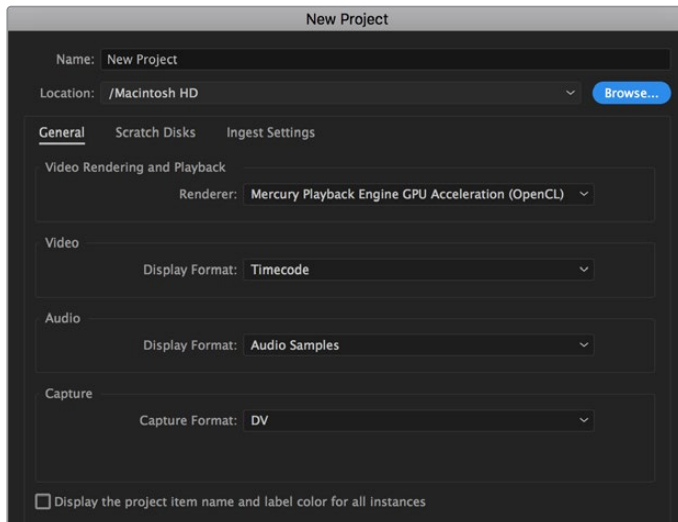 New Project
Name: New Project
Location: /Macintosh HD Browse...
General Scratch Disks Ingest Settings
Video Rendering and Playback
Renderer: Mercury Playback Engine GPU Acceleration (OpenCL)
Video
Display Format: Timecode
Audio
Display Format: Audio Samples
Capture
Capture Format: DV
Display the project item name and label color for all instances